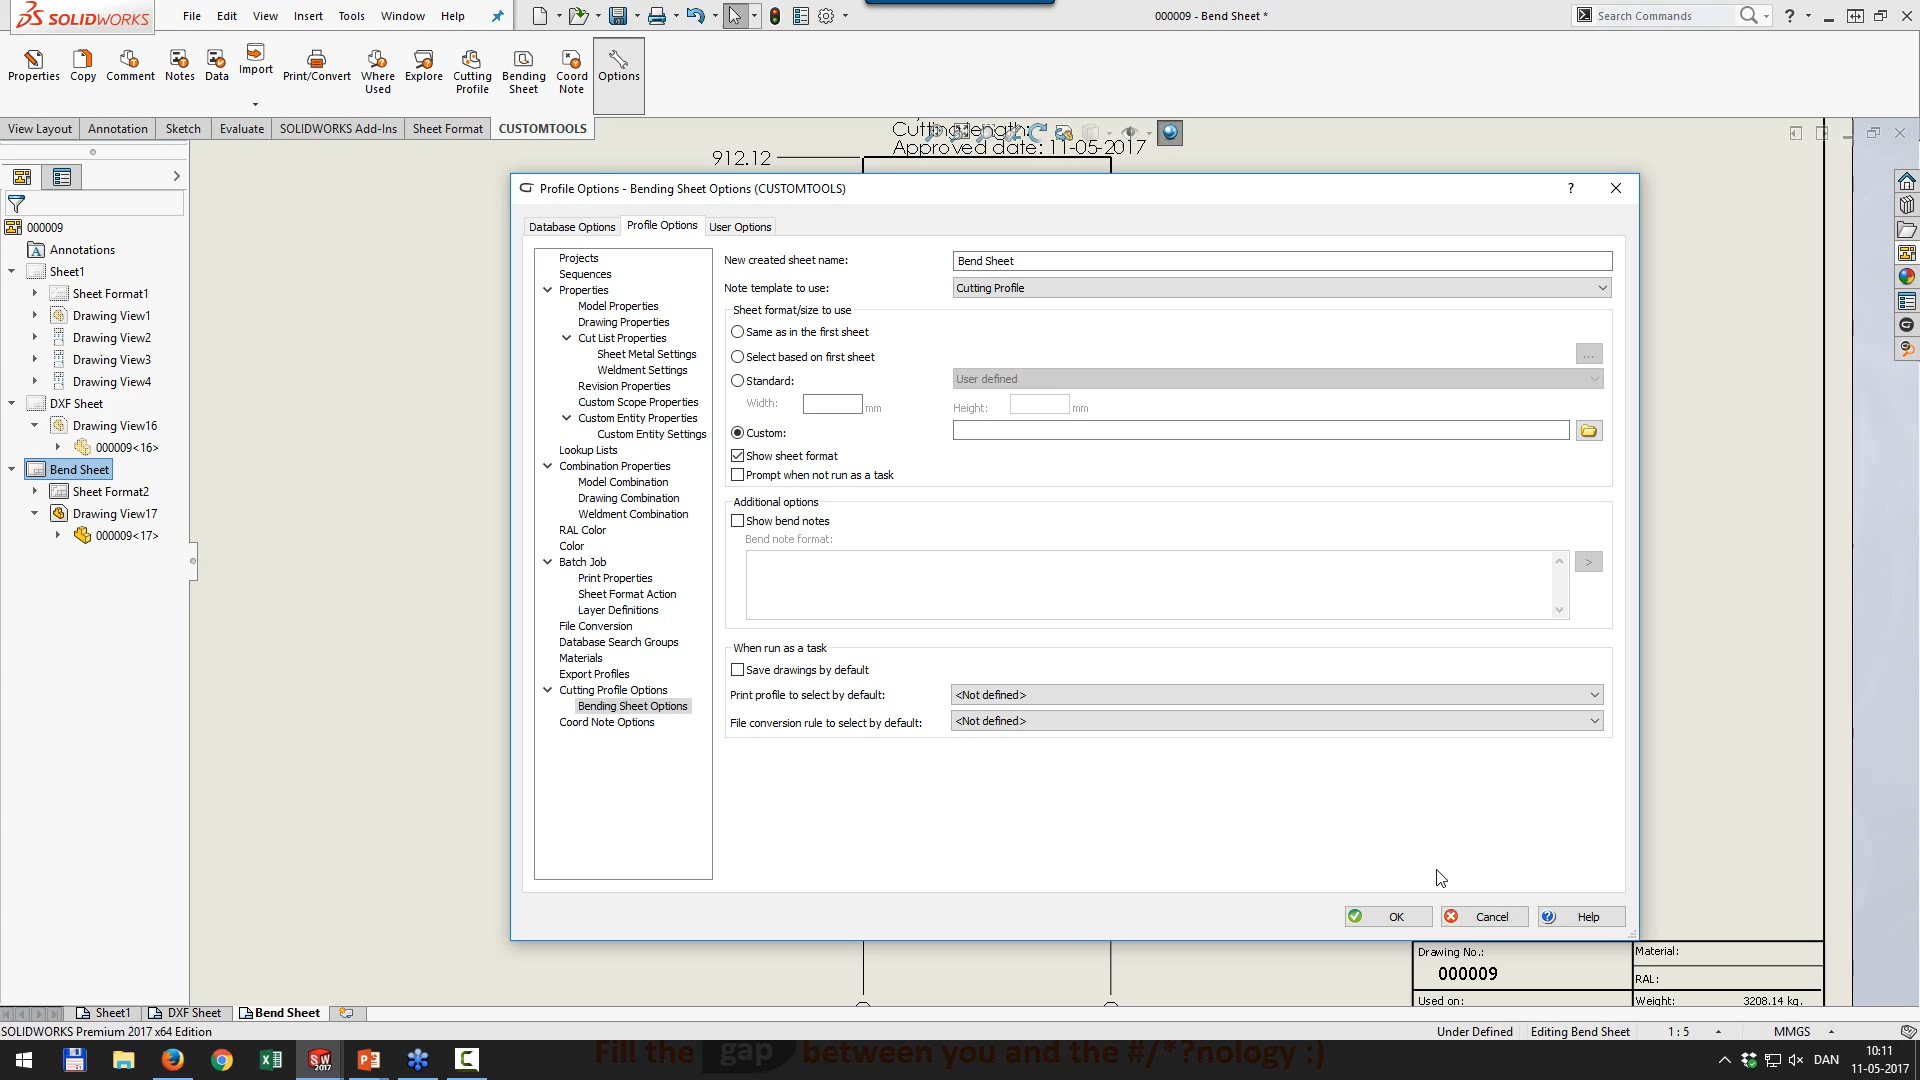 SOLIDWORKS File Edit View Insert Tools Window Help 000009 - Bend Sheet * Search Commands
Properties Copy Comment Notes Data Import Print/Convert Where Used Explore Cutting Profile Bending Sheet Coord Note Options
View Layout Annotation Sketch Evaluate SOLIDWORKS Add-Ins Sheet Format CUSTOMTOOLS
Cutting length:
Approved date: 11-05-2017
912.12
000009
Annotations
Sheet1
Sheet Format1
Drawing View1
Drawing View2
Drawing View3
Drawing View4
DXF Sheet
Drawing View16
000009<16>
Bend Sheet
Sheet Format2
Drawing View17
000009<17>
Profile Options - Bending Sheet Options (CUSTOMTOOLS)
Database Options Profile Options User Options
Projects
Sequences
Properties
Model Properties
Drawing Properties
Cut List Properties
Sheet Metal Settings
Weldment Settings
Revision Properties
Custom Scope Properties
Custom Entity Properties
Custom Entity Settings
Lookup Lists
Combination Properties
Model Combination
Drawing Combination
Weldment Combination
RAL Color
Color
Batch Job
Print Properties
Sheet Format Action
Layer Definitions
File Conversion
Database Search Groups
Materials
Export Profiles
Cutting Profile Options
Bending Sheet Options
Coord Note Options
New created sheet name: Bend Sheet
Note template to use: Cutting Profile
Sheet format/size to use
Same as in the first sheet
Select based on first sheet ...
Standard: User defined
Width: mm Height: mm
Custom:
Show sheet format
Prompt when not run as a task
Additional options
Show bend notes
Bend note format:
>
When run as a task
Save drawings by default
Print profile to select by default: <Not defined>
File conversion rule to select by default: <Not defined>
OK Cancel Help
Drawing No.: Material:
000009
RAL:
Used on: Weight: 3208.14 kg.
Sheet1 DXF Sheet Bend Sheet
SOLIDWORKS Premium 2017 x64 Edition Under Defined Editing Bend Sheet 1 : 5 MMGS
Fill the gap between you and the #/*?nology :)
DAN
10:11
11-05-2017